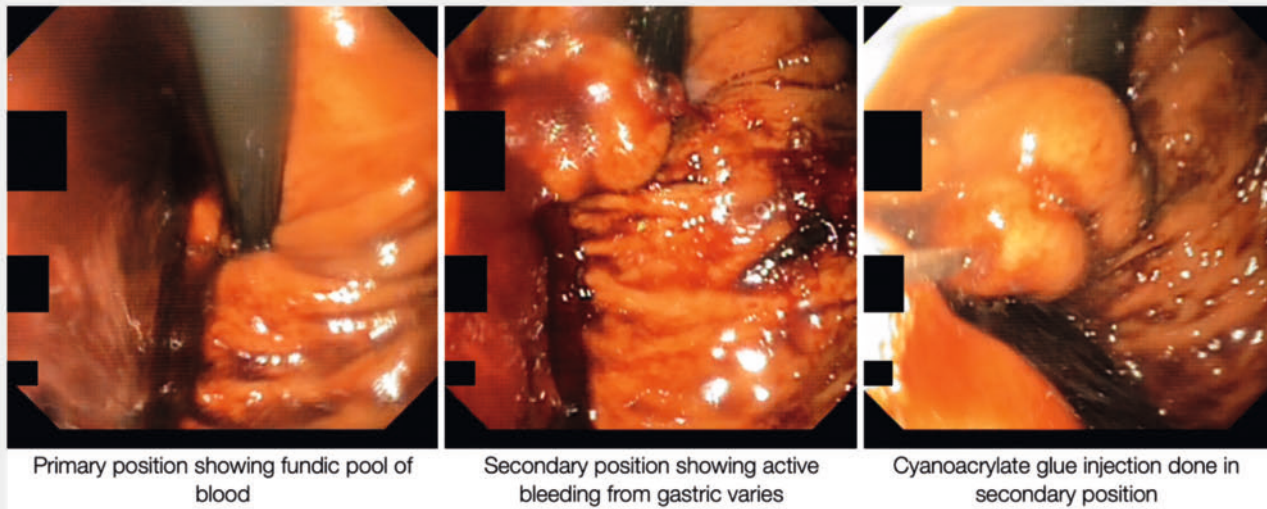 Primary position showing fundic pool of
blood
Secondary position showing active
bleeding from gastric varies
Cyanoacrylate glue injection done in
secondary position